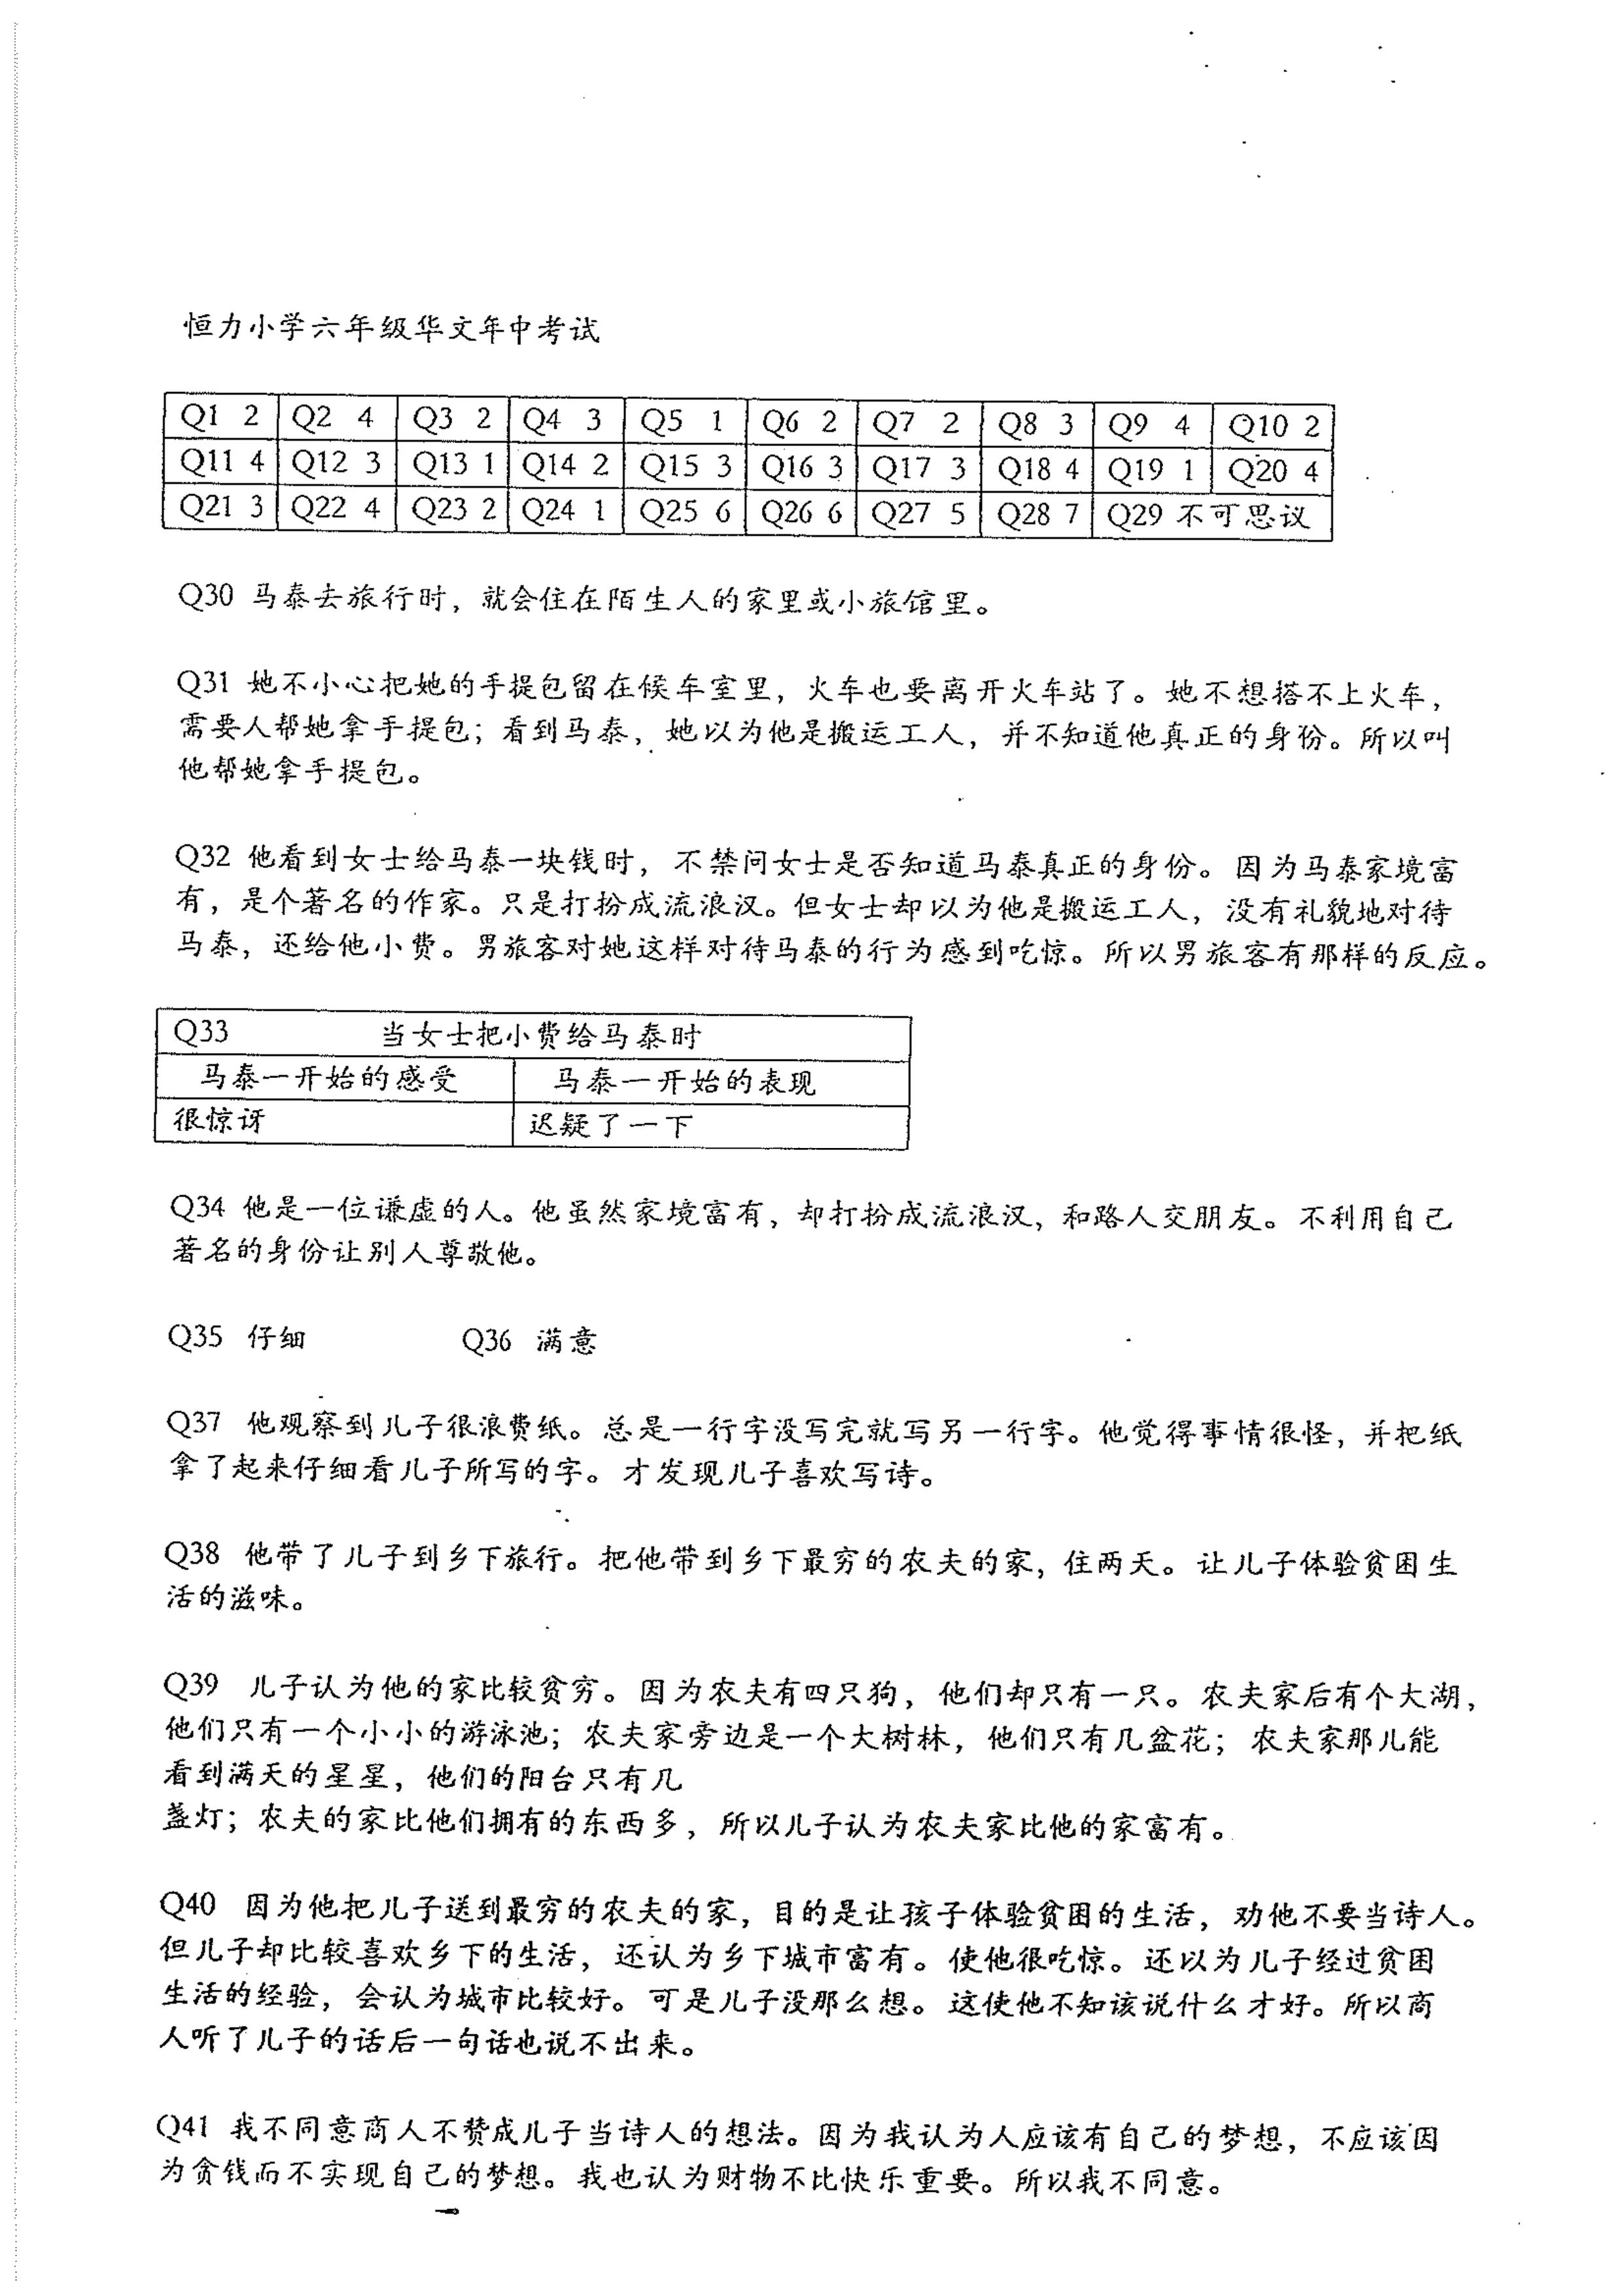 恒力小学六年级华文年中考试
Q1 2 Q2 4 Q3 2 Q4 3 Q5 1 Q6 2 Q7 2 Q8 3 Q9 4 Q10 2
Q11 4 Q12 3 Q13 1 Q14 2 Q15 3 Q16 3 Q17 3 Q18 4 Q19 1 Q20 4
Q21 3 Q22 4 Q23 2 Q24 1 Q25 6 Q26 6 Q27 5 Q28 7 Q29 不可思议
Q30 马泰去旅行时，就会住在陌生人的家里或小旅馆里。
Q31 她不小心把她的手提包留在候车室里，火车也要离开火车站了。她不想搭不上火车，
需要人帮她拿手提包；看到马泰，她以为他是搬运工人，并不知道他真正的身份。所以叫
他帮她拿手提包。
Q32 他看到女士给马泰一块钱时，不禁问女士是否知道马泰真正的身份。因为马泰家境富
有，是个著名的作家。只是打扮成流浪汉。但女士却以为他是搬运工人，没有礼貌地对待
马泰，还给他小费。男旅客对她这样对待马泰的行为感到吃惊。所以男旅客有那样的反应。
Q33 当女士把小费给马泰时
马泰一开始的感受 马泰一开始的表现
很惊讶 迟疑了一下
Q34 他是一位谦虚的人。他虽然家境富有，却打扮成流浪汉，和路人交朋友。不利用自己
著名的身份让别人尊敬他。
Q35 仔细 Q36 满意
Q37 他观察到儿子很浪费纸。总是一行字没写完就写另一行字。他觉得事情很怪，并把纸
拿了起来仔细看儿子所写的字。才发现儿子喜欢写诗。
Q38 他带了儿子到乡下旅行。把他带到乡下最穷的农夫的家，住两天。让儿子体验贫困生
活的滋味。
Q39 儿子认为他的家比较贫穷。因为农夫有四只狗，他们却只有一只。农夫家后有个大湖，
他们只有一个小小的游泳池；农夫家旁边是一个大树林，他们只有几盆花；农夫家那儿能
看到满天的星星，他们的阳台只有几
盏灯；农夫的家比他们拥有的东西多，所以儿子认为农夫家比他的家富有。
Q40 因为他把儿子送到最穷的农夫的家，目的是让孩子体验贫困的生活，劝他不要当诗人。
但儿子却比较喜欢乡下的生活，还认为乡下城市富有。使他很吃惊。还以为儿子经过贫困
生活的经验，会认为城市比较好。可是儿子没那么想。这使他不知该说什么才好。所以商
人听了儿子的话后一句话也说不出来。
Q41 我不同意商人不赞成儿子当诗人的想法。因为我认为人应该有自己的梦想，不应该因
为贪钱而不实现自己的梦想。我也认为财物不比快乐重要。所以我不同意。